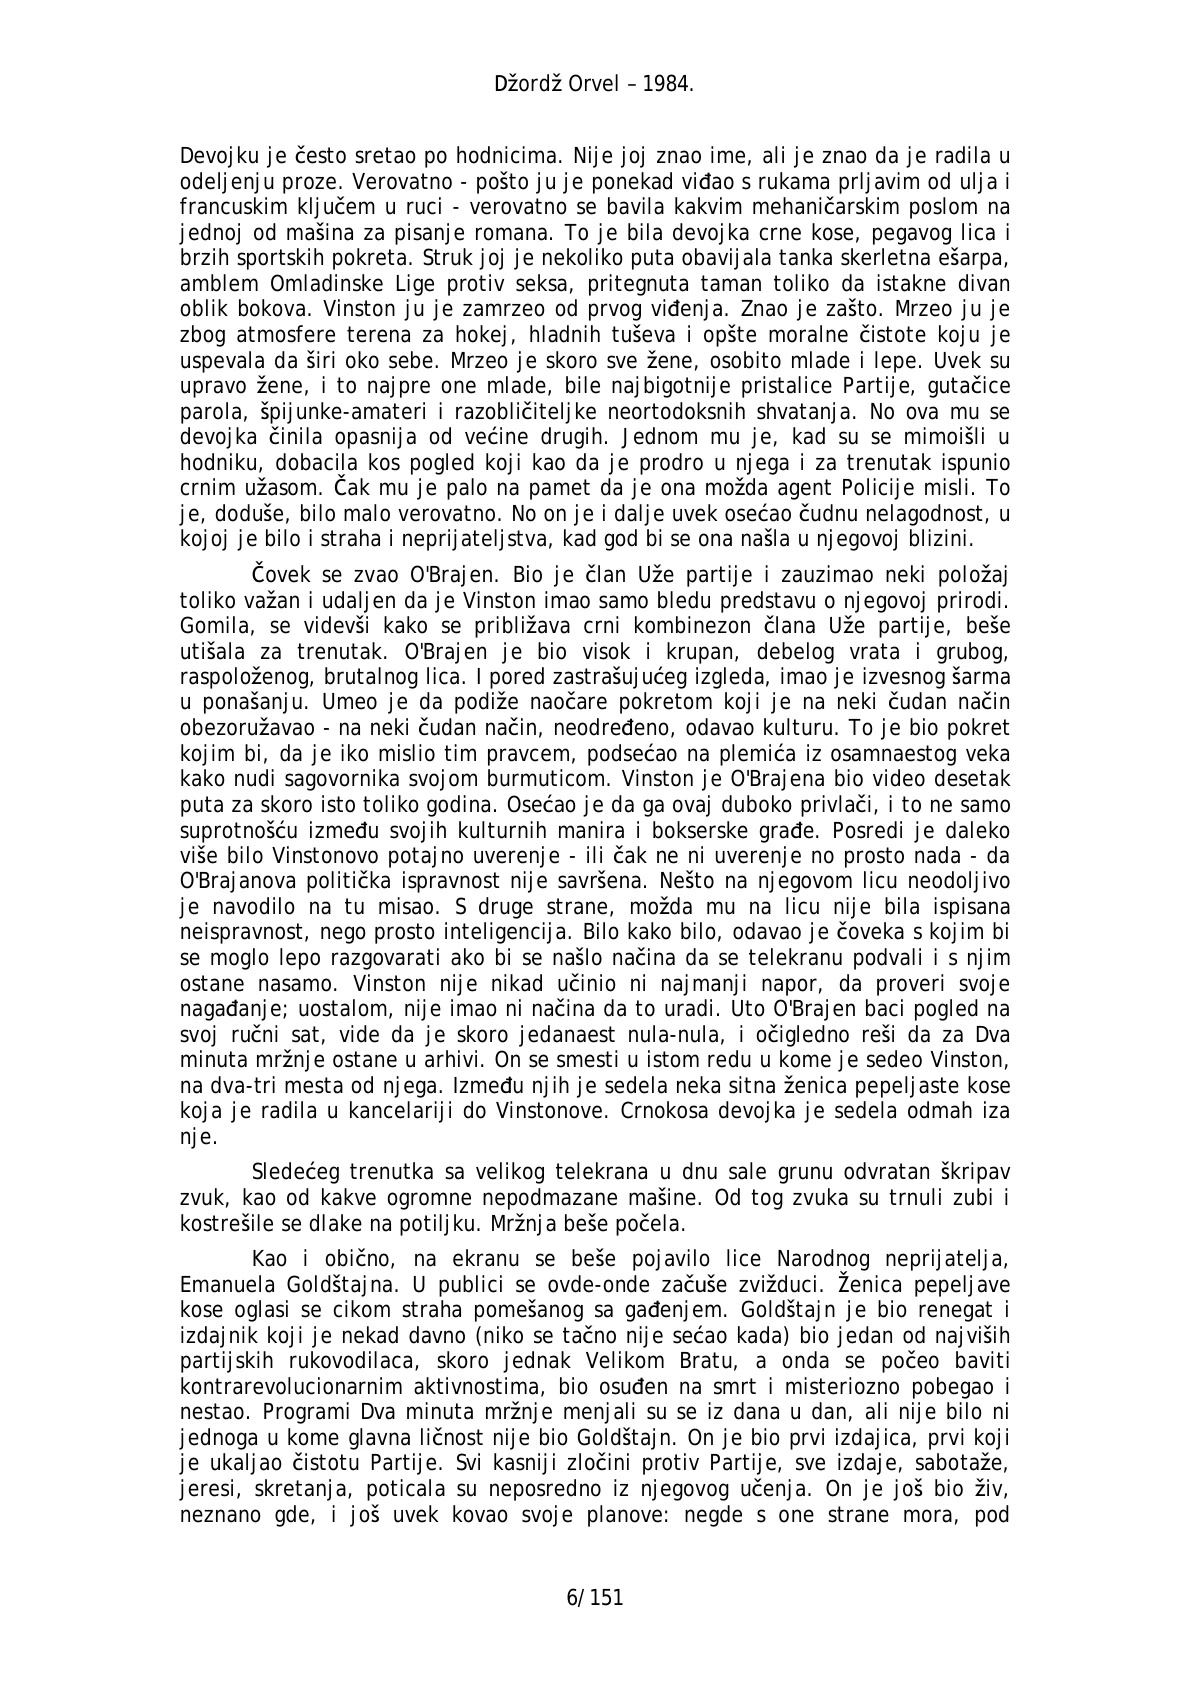 Džordž Orvel – 1984.
Devojku je često sretao po hodnicima. Nije joj znao ime, ali je znao da je radila u
odeljenju proze. Verovatno - pošto ju je ponekad viđao s rukama prljavim od ulja i
francuskim ključem u ruci - verovatno se bavila kakvim mehaničarskim poslom na
jednoj od mašina za pisanje romana. To je bila devojka crne kose, pegavog lica i
brzih sportskih pokreta. Struk joj je nekoliko puta obavijala tanka skerletna ešarpa,
amblem Omladinske Lige protiv seksa, pritegnuta taman toliko da istakne divan
oblik bokova. Vinston ju je zamrzeo od prvog viđenja. Znao je zašto. Mrzeo ju je
zbog atmosfere terena za hokej, hladnih tuševa i opšte moralne čistote koju je
uspevala da širi oko sebe. Mrzeo je skoro sve žene, osobito mlade i lepe. Uvek su
upravo žene, i to najpre one mlade, bile najbigotnije pristalice Partije, gutačice
parola, špijunke-amateri i razobličiteljke neortodoksnih shvatanja. No ova mu se
devojka činila opasnija od većine drugih. Jednom mu je, kad su se mimoišli u
hodniku, dobacila kos pogled koji kao da je prodro u njega i za trenutak ispunio
crnim užasom. Čak mu je palo na pamet da je ona možda agent Policije misli. To
je, doduše, bilo malo verovatno. No on je i dalje uvek osećao čudnu nelagodnost, u
kojoj je bilo i straha i neprijateljstva, kad god bi se ona našla u njegovoj blizini.
Čovek se zvao O'Brajen. Bio je član Uže partije i zauzimao neki položaj
toliko važan i udaljen da je Vinston imao samo bledu predstavu o njegovoj prirodi.
Gomila, se videvši kako se približava crni kombinezon člana Uže partije, beše
utišala za trenutak. O'Brajen je bio visok i krupan, debelog vrata i grubog,
raspoloženog, brutalnog lica. I pored zastrašujućeg izgleda, imao je izvesnog šarma
u ponašanju. Umeo je da podiže naočare pokretom koji je na neki čudan način
obezoružavao - na neki čudan način, neodređeno, odavao kulturu. To je bio pokret
kojim bi, da je iko mislio tim pravcem, podsećao na plemića iz osamnaestog veka
kako nudi sagovornika svojom burmuticom. Vinston je O'Brajena bio video desetak
puta za skoro isto toliko godina. Osećao je da ga ovaj duboko privlači, i to ne samo
suprotnošću između svojih kulturnih manira i bokserske građe. Posredi je daleko
više bilo Vinstonovo potajno uverenje - ili čak ne ni uverenje no prosto nada - da
O'Brajanova politička ispravnost nije savršena. Nešto na njegovom licu neodoljivo
je navodilo na tu misao. S druge strane, možda mu na licu nije bila ispisana
neispravnost, nego prosto inteligencija. Bilo kako bilo, odavao je čoveka s kojim bi
se moglo lepo razgovarati ako bi se našlo načina da se telekranu podvali i s njim
ostane nasamo. Vinston nije nikad učinio ni najmanji napor, da proveri svoje
nagađanje; uostalom, nije imao ni načina da to uradi. Uto O'Brajen baci pogled na
svoj ručni sat, vide da je skoro jedanaest nula-nula, i očigledno reši da za Dva
minuta mržnje ostane u arhivi. On se smesti u istom redu u kome je sedeo Vinston,
na dva-tri mesta od njega. Između njih je sedela neka sitna ženica pepeljaste kose
koja je radila u kancelariji do Vinstonove. Crnokosa devojka je sedela odmah iza
nje.
Sledećeg trenutka sa velikog telekrana u dnu sale grunu odvratan škripav
zvuk, kao od kakve ogromne nepodmazane mašine. Od tog zvuka su trnuli zubi i
kostrešile se dlake na potiljku. Mržnja beše počela.
Kao i obično, na ekranu se beše pojavilo lice Narodnog neprijatelja,
Emanuela Goldštajna. U publici se ovde-onde začuše zvižduci. Ženica pepeljave
kose oglasi se cikom straha pomešanog sa gađenjem. Goldštajn je bio renegat i
izdajnik koji je nekad davno (niko se tačno nije sećao kada) bio jedan od najviših
partijskih rukovodilaca, skoro jednak Velikom Bratu, a onda se počeo baviti
kontrarevolucionarnim aktivnostima, bio osuđen na smrt i misteriozno pobegao i
nestao. Programi Dva minuta mržnje menjali su se iz dana u dan, ali nije bilo ni
jednoga u kome glavna ličnost nije bio Goldštajn. On je bio prvi izdajica, prvi koji
je ukaljao čistotu Partije. Svi kasniji zločini protiv Partije, sve izdaje, sabotaže,
jeresi, skretanja, poticala su neposredno iz njegovog učenja. On je još bio živ,
neznano gde, i još uvek kovao svoje planove: negde s one strane mora, pod
6/151